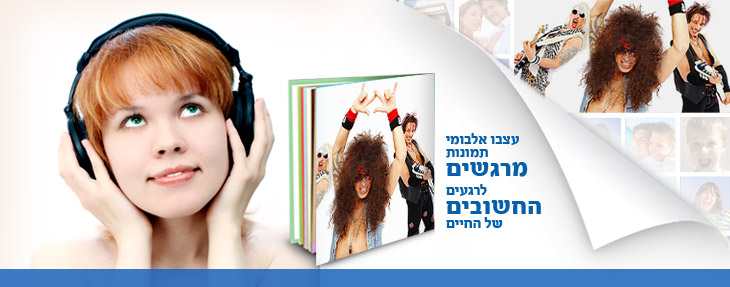 עצבו אלבומי
תמונות
מרגשים
לרגעים
החשובים
של החיים